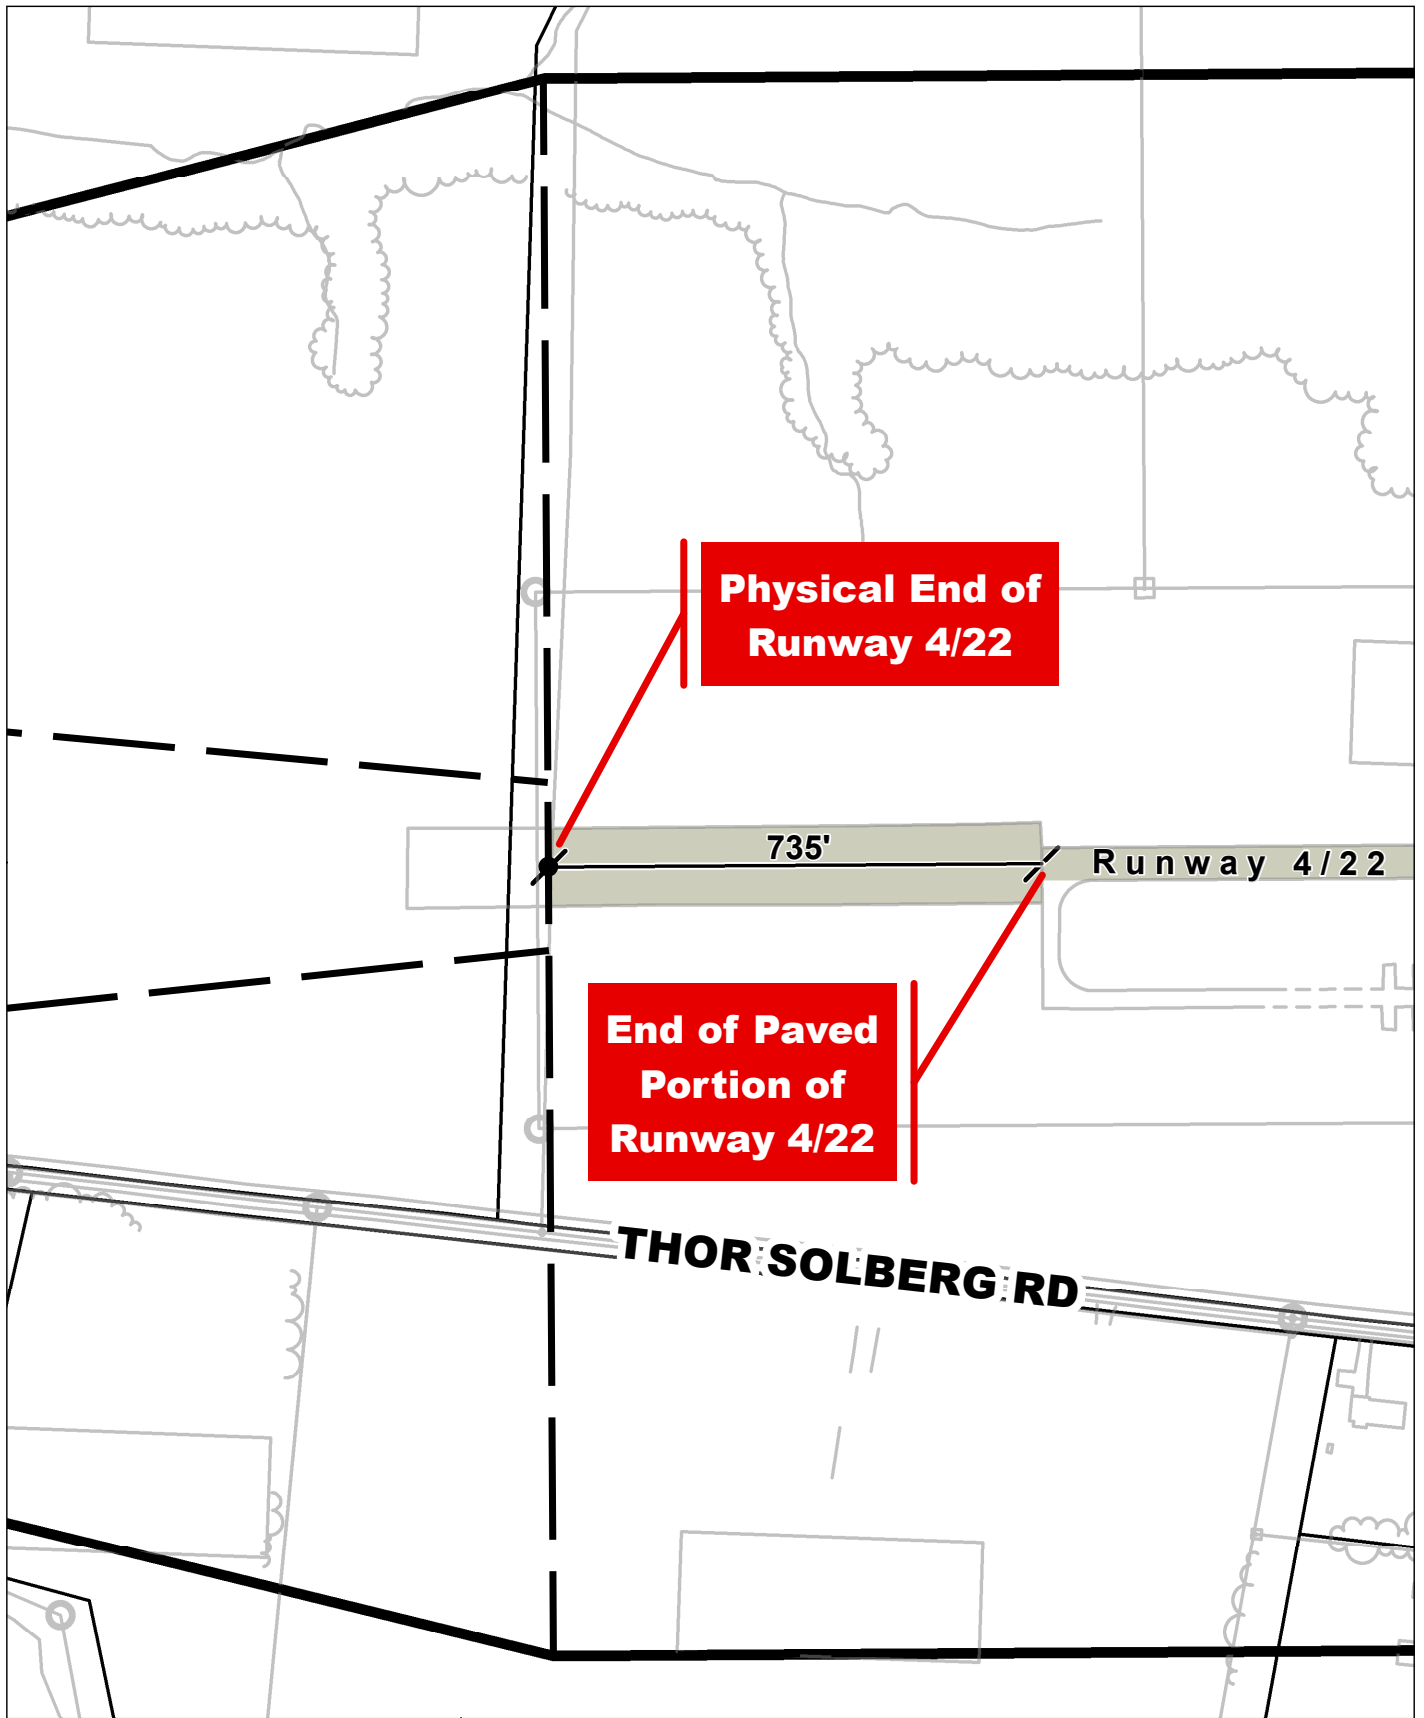 Physical End of
Runway 4/22
735'
Runway 4/22
End of Paved
Portion of
Runway 4/22
THOR SOLBERG RD